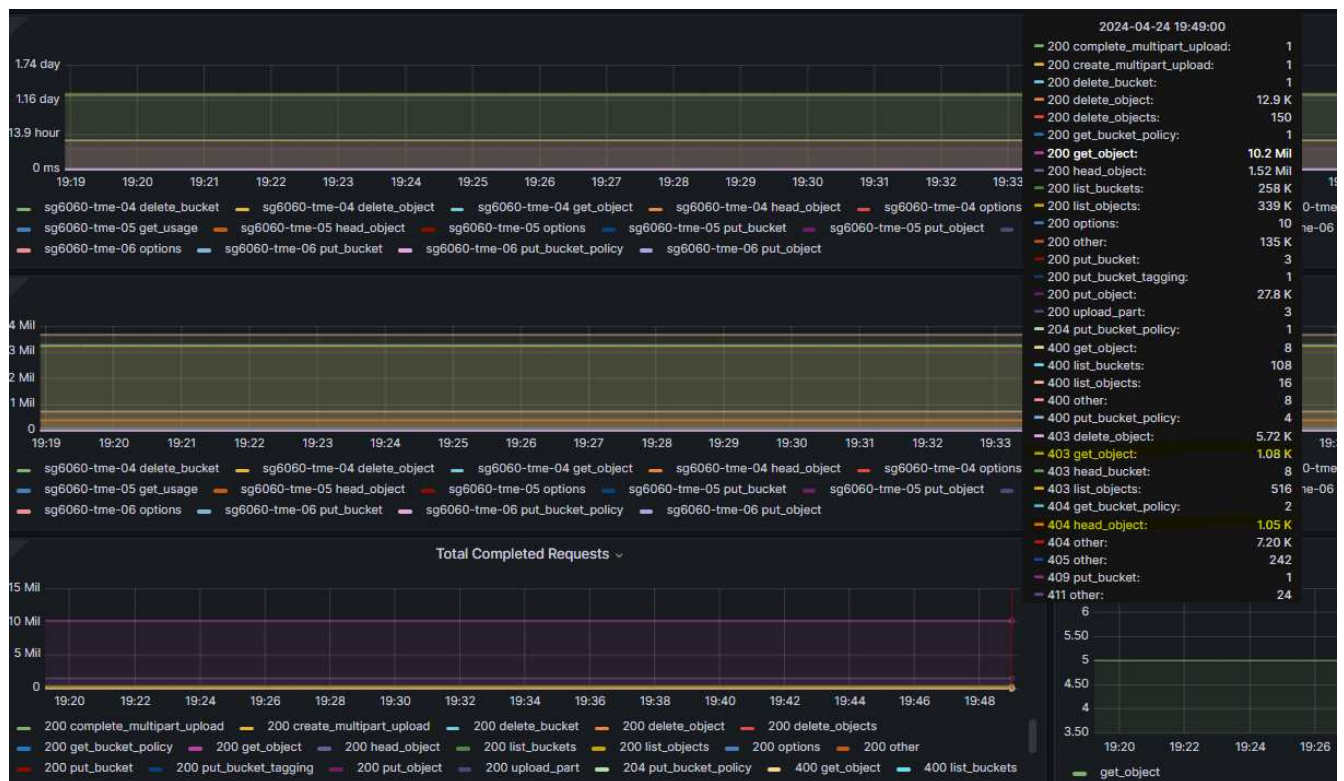 1.74 day
1.16 day
13.9 hour
0 ms
19:19 19:20 19:21 19:22 19:23 19:24 19:25 19:26 19:27 19:28 19:29 19:30 19:31 19:32 19:33
sg6060-tme-04 delete_bucket sg6060-tme-04 delete_object sg6060-tme-04 get_object sg6060-tme-04 head_object sg6060-tme-04 options
sg6060-tme-05 get_usage sg6060-tme-05 head_object sg6060-tme-05 options sg6060-tme-05 put_bucket sg6060-tme-05 put_object
sg6060-tme-06 options sg6060-tme-06 put_bucket sg6060-tme-06 put_bucket_policy sg6060-tme-06 put_object
4 Mil
3 Mil
2 Mil
1 Mil
0
19:19 19:20 19:21 19:22 19:23 19:24 19:25 19:26 19:27 19:28 19:29 19:30 19:31 19:32 19:33
sg6060-tme-04 delete_bucket sg6060-tme-04 delete_object sg6060-tme-04 get_object sg6060-tme-04 head_object sg6060-tme-04 options
sg6060-tme-05 get_usage sg6060-tme-05 head_object sg6060-tme-05 options sg6060-tme-05 put_bucket sg6060-tme-05 put_object
sg6060-tme-06 options sg6060-tme-06 put_bucket sg6060-tme-06 put_bucket_policy sg6060-tme-06 put_object
Total Completed Requests
15 Mil
10 Mil
5 Mil
0
19:20 19:22 19:24 19:26 19:28 19:30 19:32 19:34 19:36 19:38 19:40 19:42 19:44 19:46 19:48
200 complete_multipart_upload 200 create_multipart_upload 200 delete_bucket 200 delete_object 200 delete_objects
200 get_bucket_policy 200 get_object 200 head_object 200 list_buckets 200 list_objects 200 options 200 other
200 put_bucket 200 put_bucket_tagging 200 put_object 200 upload_part 204 put_bucket_policy 400 get_object 400 list_buckets
2024-04-24 19:49:00
200 complete_multipart_upload: 1
200 create_multipart_upload: 1
200 delete_bucket: 1
200 delete_object: 12.9 K
200 delete_objects: 150
200 get_bucket_policy: 1
200 get_object: 10.2 Mil
200 head_object: 1.52 Mil
200 list_buckets: 258 K
200 list_objects: 339 K
200 options: 10
200 other: 135 K
200 put_bucket: 3
200 put_bucket_tagging: 1
200 put_object: 27.8 K
200 upload_part: 3
204 put_bucket_policy: 1
400 get_object: 8
400 list_buckets: 108
400 list_objects: 16
400 other: 8
400 put_bucket_policy: 4
403 delete_object: 5.72 K
403 get_object: 1.08 K
403 head_bucket: 8
403 list_objects: 516
404 get_bucket_policy: 2
404 head_object: 1.05 K
404 other: 7.20 K
405 other: 242
409 put_bucket: 1
411 other: 24
6
5.50
5
4.50
4
3.50
19:20 19:22 19:24 19:26
get_object